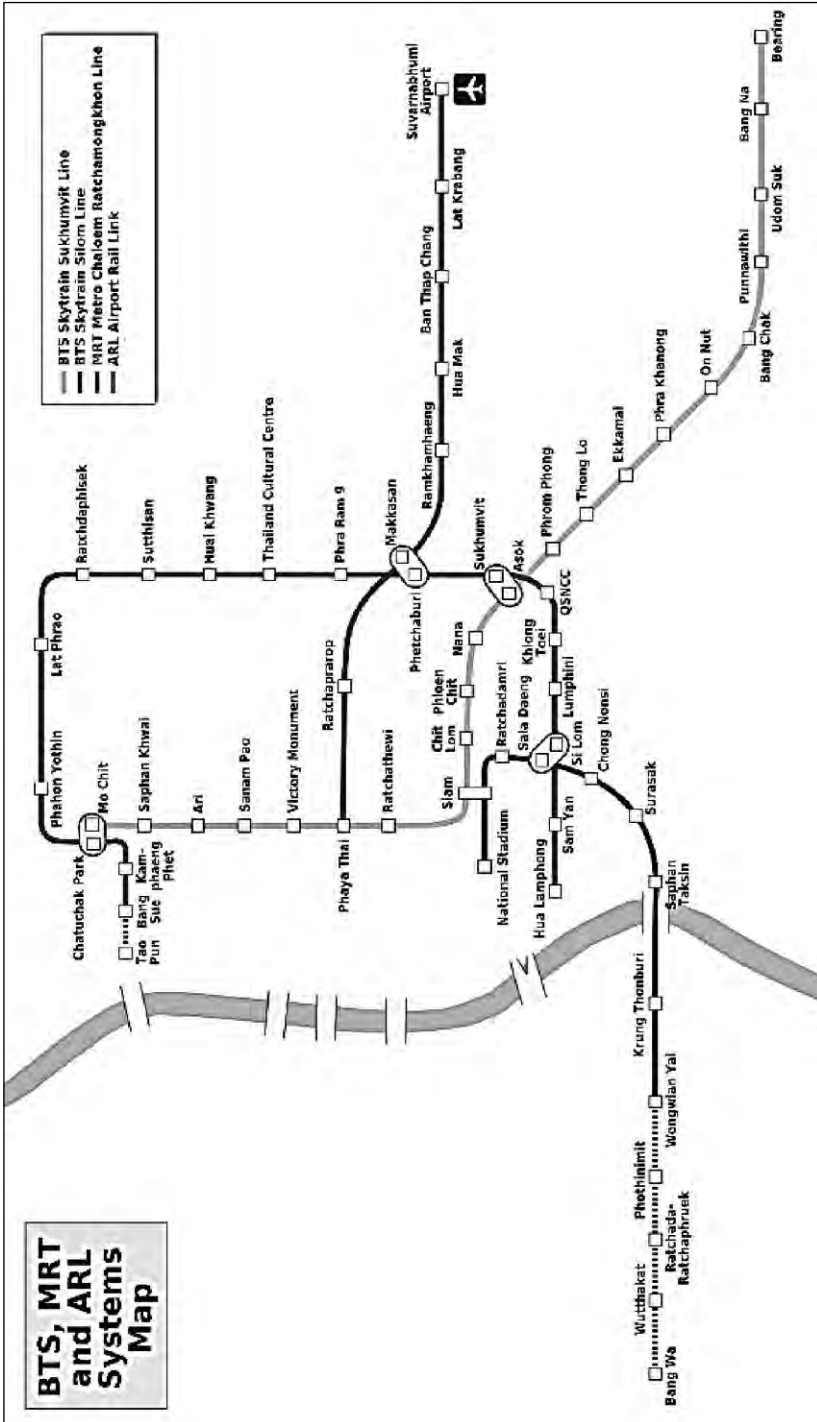 BTS, MRT
and ARL
Systems
Map
BTS Skytrain Sukhumvit Line
BTS Skytrain Silom Line
MRT Metro Chaloem Ratchamongkhon Line
ARL Airport Rail Link
Phahon Yothin
Lat Phrao
Ratchdaphisek
Sutthisan
Huai Khwang
Thailand Cultural Centre
Phra Ram 9
Chatuchak Park
Mo Chit
Tao
Pun
Bang
Sue
Kam-
phaeng
Phet
Saphan Khwai
Ari
Sanam Pao
Victory Monument
Phaya Thai
Ratchathewi
Ratchaprarop
Makkasan
Phetchaburi
Ramkhamhaeng
Hua Mak
Ban Thap Chang
Lat Krabang
Suvarnabhumi
Airport
Siam
Chit
Lom
Phloen
Chit
Nana
Sukhumvit
Asok
Phrom Phong
Thong Lo
Ekkamai
Phra Khanong
On Nut
Bang Chak
Punnawithi
Udom Suk
Bang Na
Bearing
National Stadium
Ratchadamri
Sala Daeng
Khlong
Toei
QSNCC
Hua Lamphong
Sam Yan
Si Lom
Lumphini
Chong Nonsi
Surasak
Saphan
Taksin
Krung Thonburi
Wongwian Yai
Phothinimit
Ratchada-
Ratchaphruek
Wutthakat
Bang Wa